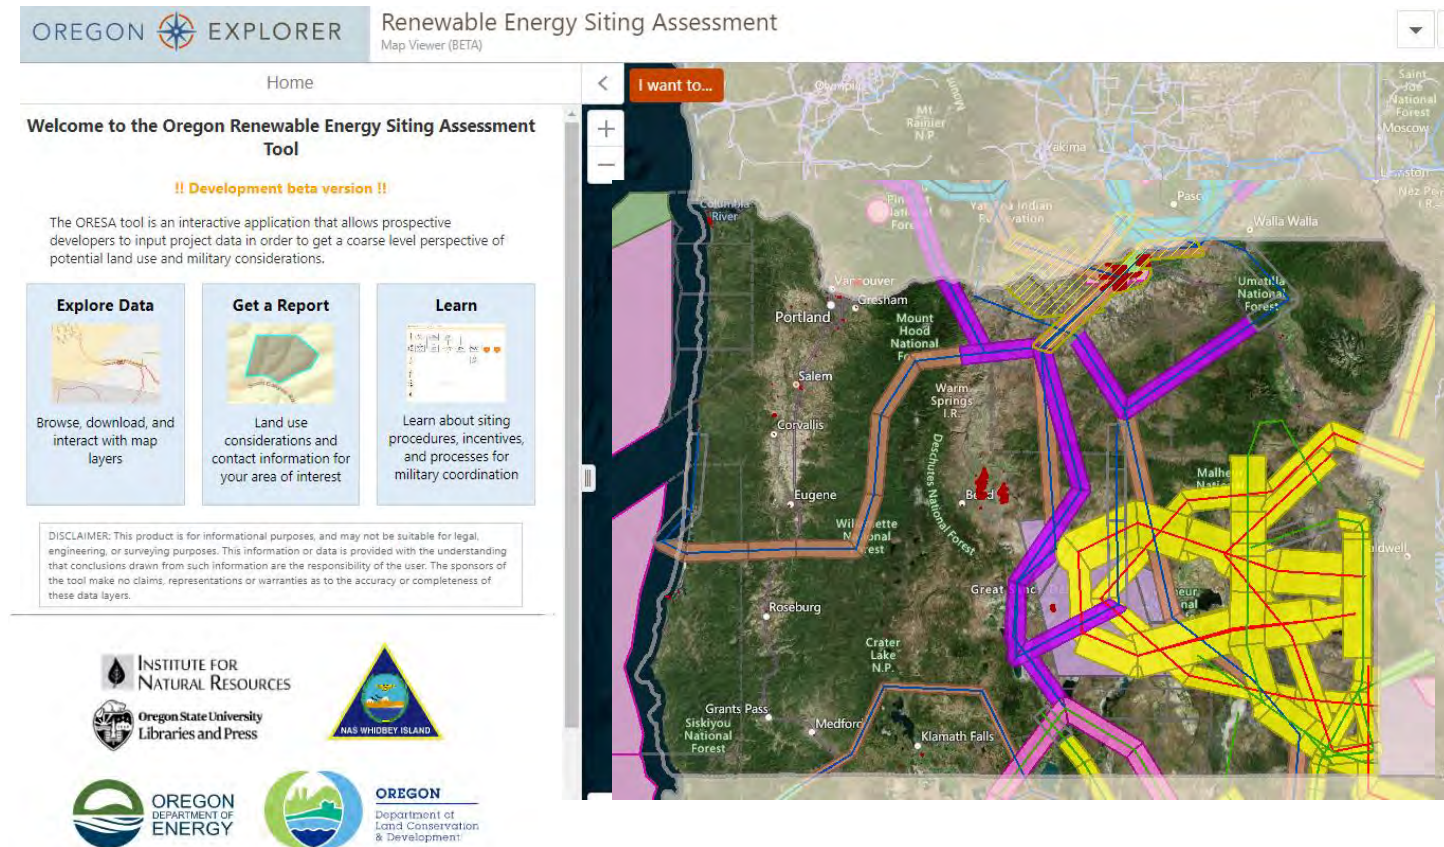 OREGON EXPLORER
Renewable Energy Siting Assessment
Map Viewer (BETA)
Home
I want to...
Welcome to the Oregon Renewable Energy Siting Assessment
Tool
!! Development beta version !!
The ORESA tool is an interactive application that allows prospective
developers to input project data in order to get a coarse level perspective of
potential land use and military considerations.
Explore Data
Browse, download, and
interact with map
layers
Get a Report
Land use
considerations and
contact information for
your area of interest
Learn
Learn about siting
procedures, incentives,
and processes for
military coordination
DISCLAIMER: This product is for informational purposes, and may not be suitable for legal,
engineering, or surveying purposes. This information or data is provided with the understanding
that conclusions drawn from such information are the responsibility of the user. The sponsors of
the tool make no claims, representations or warranties as to the accuracy or completeness of
these data layers.
INSTITUTE FOR
NATURAL RESOURCES
Oregon State University
Libraries and Press
NAS WHIDBEY ISLAND
OREGON
DEPARTMENT OF
ENERGY
OREGON
Department of
Land Conservation
& Development
Mt.
Rainier
N.P.
Yakima
Saint
Joe
National
Forest
Moscow
Columbia
River
Pasco
Walla Walla
Vancouver
Gresham
Portland
Mount
Hood
National
Umatilla
National
Forest
Salem
Warm
Springs
I.R.
Corvallis
Deschutes National Forest
Bend
Eugene
Malheur
National
Roseburg
Crater
Lake
N.P.
Grants Pass
Medford
Siskiyou
National
Forest
Klamath Falls